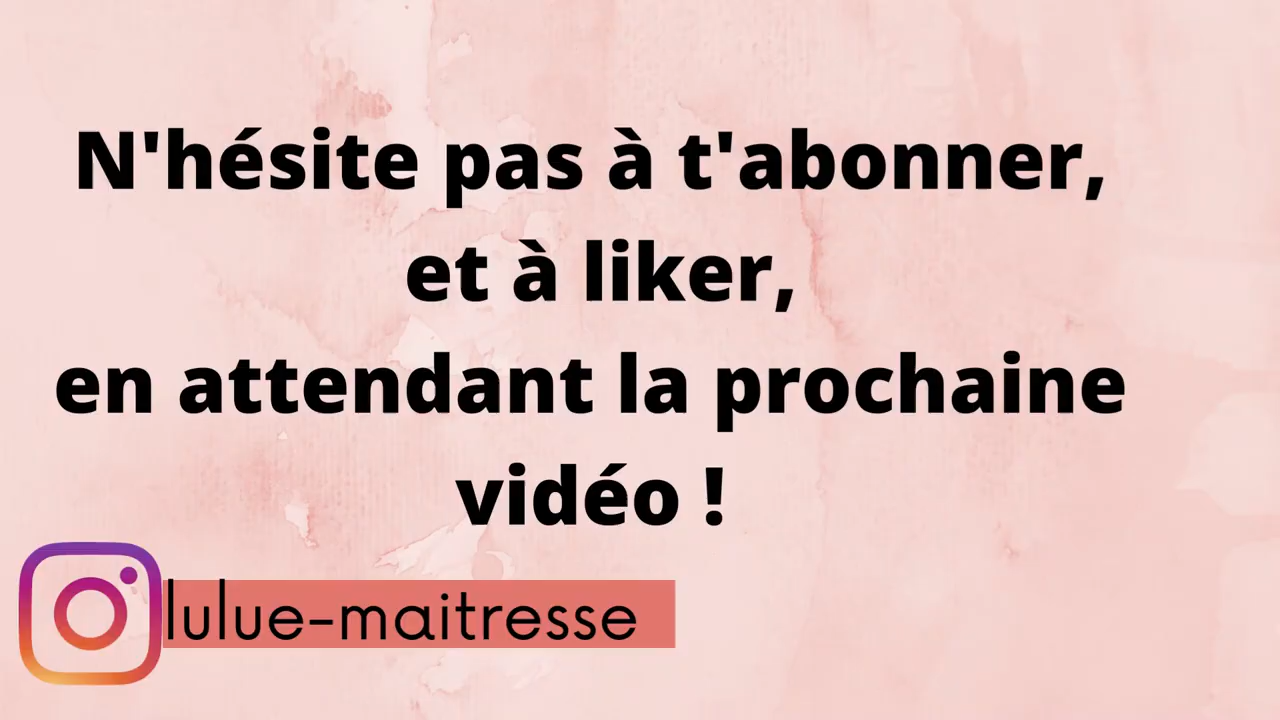 N'hésite pas à t'abonner,
et à liker,
en attendant la prochaine
vidéo !
lulue-maitresse